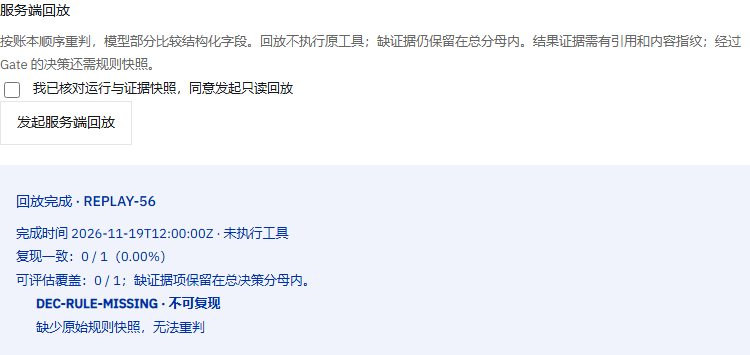 服务端回放
按账本顺序重判，模型部分比较结构化字段。回放不执行原工具；缺证据仍保留在总分母内。结果证据需有引用和内容指纹；经过
Gate 的决策还需规则快照。
我已核对运行与证据快照，同意发起只读回放
发起服务端回放
回放完成 · REPLAY-56
完成时间 2026-11-19T12:00:00Z · 未执行工具
复现一致：0 / 1（0.00%）
可评估覆盖：0 / 1；缺证据项保留在总决策分母内。
DEC-RULE-MISSING · 不可复现
缺少原始规则快照，无法重判